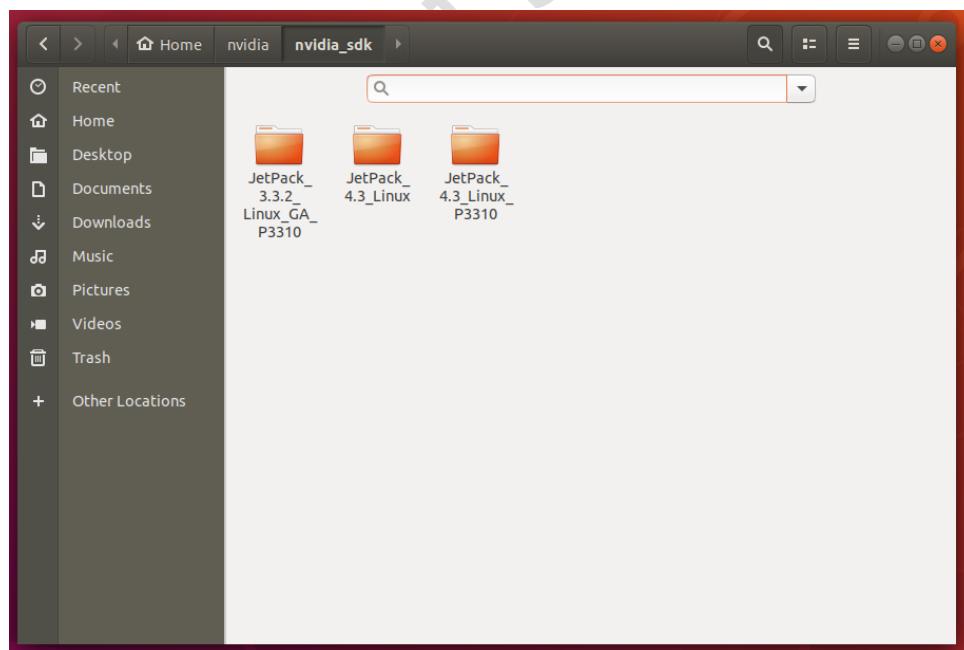 Home nvidia nvidia_sdk
Recent
Home
Desktop
Documents
Downloads
Music
Pictures
Videos
Trash
Other Locations
JetPack_
3.3.2_
Linux_GA_
P3310
JetPack_
4.3_Linux
JetPack_
4.3_Linux_
P3310